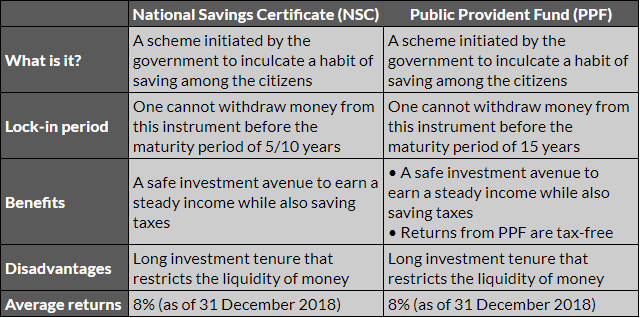 National Savings Certificate (NSC)
Public Provident Fund (PPF)
What is it?
A scheme initiated by the
government to inculcate a habit of
saving among the citizens
A scheme initiated by the
government to inculcate a habit of
saving among the citizens
Lock-in period
One cannot withdraw money from
this instrument before the
maturity period of 5/10 years
One cannot withdraw money from
this instrument before the
maturity period of 15 years
Benefits
A safe investment avenue to earn a
steady income while also saving
taxes
• A safe investment avenue to
earn a steady income while also
saving taxes
• Returns from PPF are tax-free
Disadvantages
Long investment tenure that
restricts the liquidity of money
Long investment tenure that
restricts the liquidity of money
Average returns
8% (as of 31 December 2018)
8% (as of 31 December 2018)